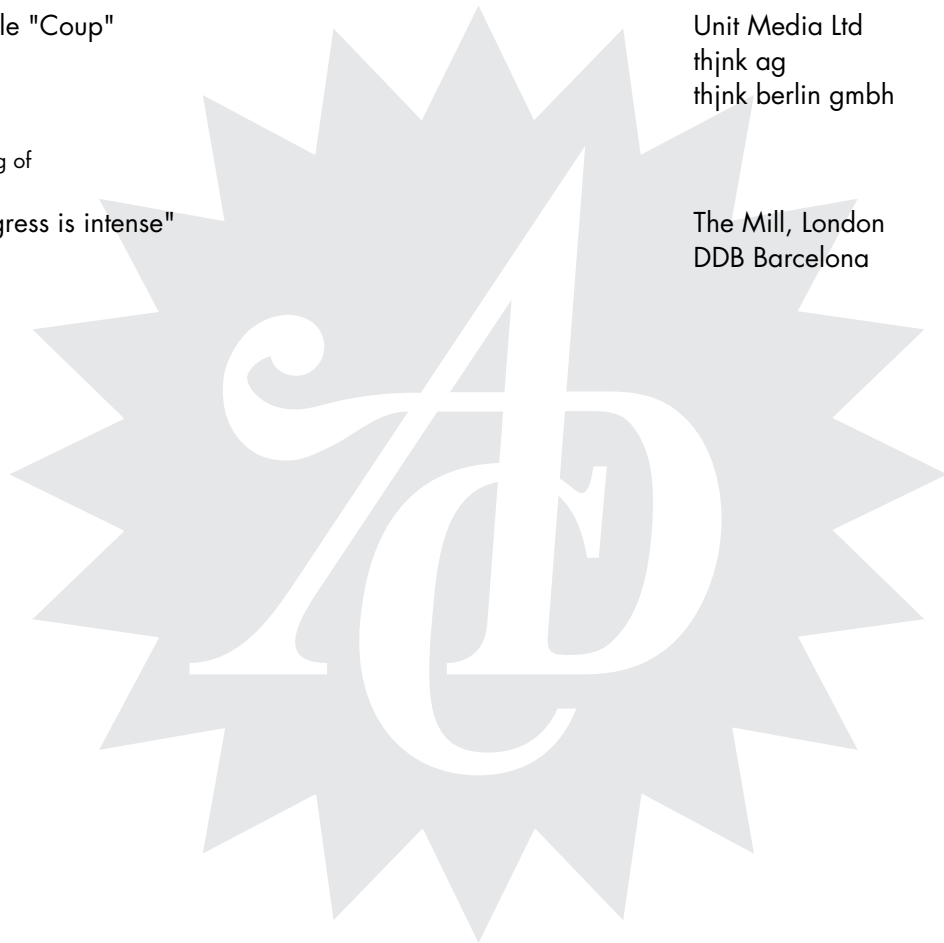 le "Coup"
Unit Media Ltd
thjnk ag
thjnk berlin gmbh
g of
gress is intense"
The Mill, London
DDB Barcelona
ADC